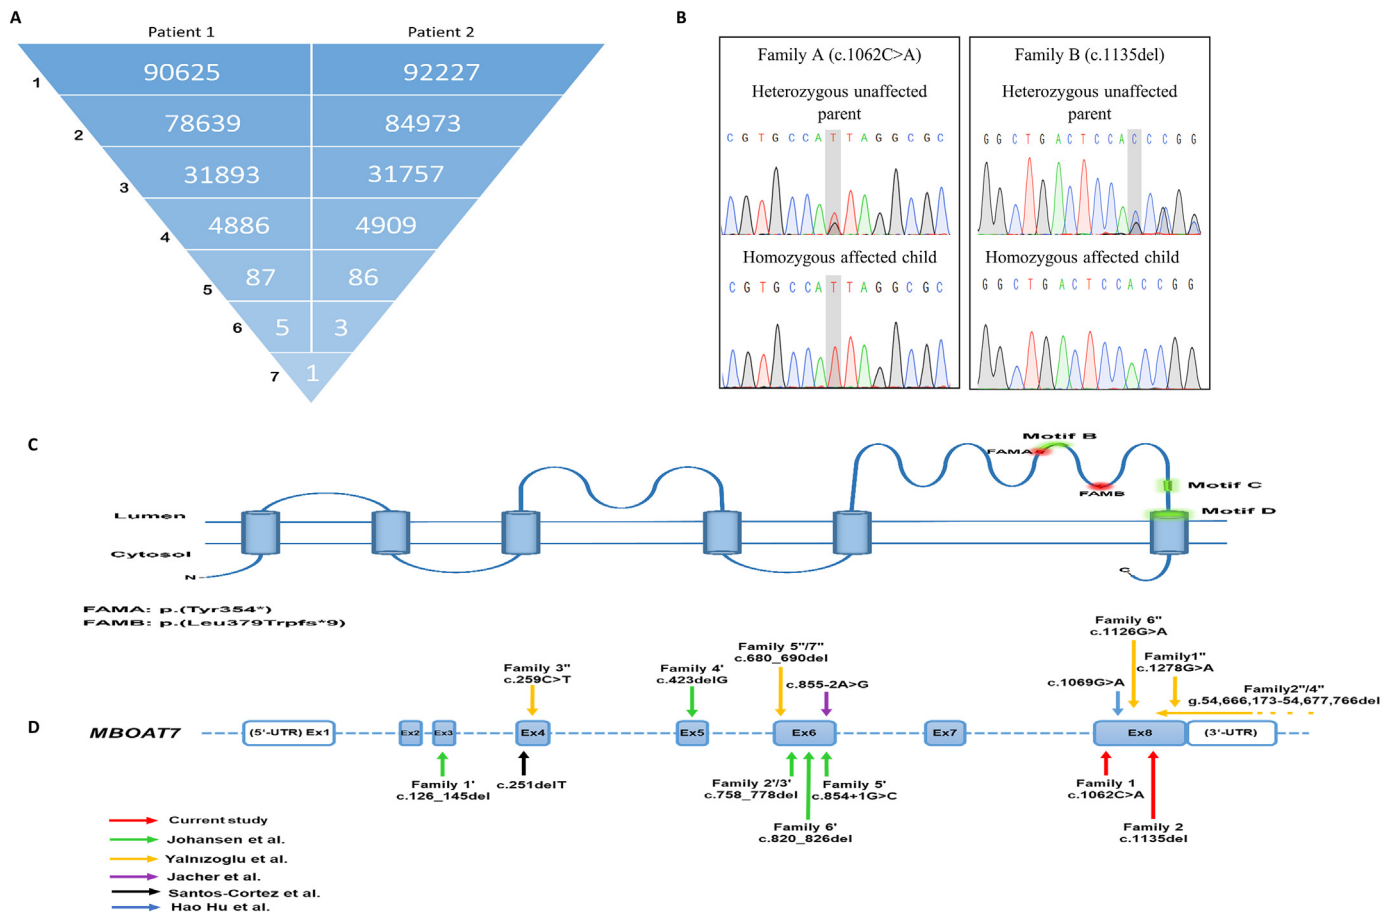 A
Patient 1
Patient 2
1
90625
92227
2
78639
84973
3
31893
31757
4
4886
4909
5
87
86
6
5
3
7
1
B
Family A (c.1062C>A)
Heterozygous unaffected
parent
C G T G C C A T T A G G C G C
Homozygous affected child
C G T G C C A T T A G G C G C
Family B (c.1135del)
Heterozygous unaffected
parent
G G C T G A C T C C A C C C G G
Homozygous affected child
G G C T G A C T C C A C C G G
C
Motif B
FAMA
FAMB
Motif C
Motif D
Lumen
Cytosol
N
C
FAMA: p.(Tyr354*)
FAMB: p.(Leu379Trpfs*9)
D
MBOAT7
Family 3"
c.259C>T
Family 4'
c.423delG
Family 5"/7"
c.680_690del
c.855-2A>G
c.1069G>A
Family 6"
c.1126G>A
Family1"
c.1278G>A
Family2"/4"
g.54,666,173-54,677,766del
(5'-UTR) Ex1
Ex2
Ex3
Ex4
Ex5
Ex6
Ex7
Ex8
(3'-UTR)
Family 1'
c.126_145del
c.251delT
Family 2'/3'
c.758_778del
Family 5'
c.854+1G>C
Family 6'
c.820_826del
Family 1
c.1062C>A
Family 2
c.1135del
Current study
Johansen et al.
Yalnızoglu et al.
Jacher et al.
Santos-Cortez et al.
Hao Hu et al.